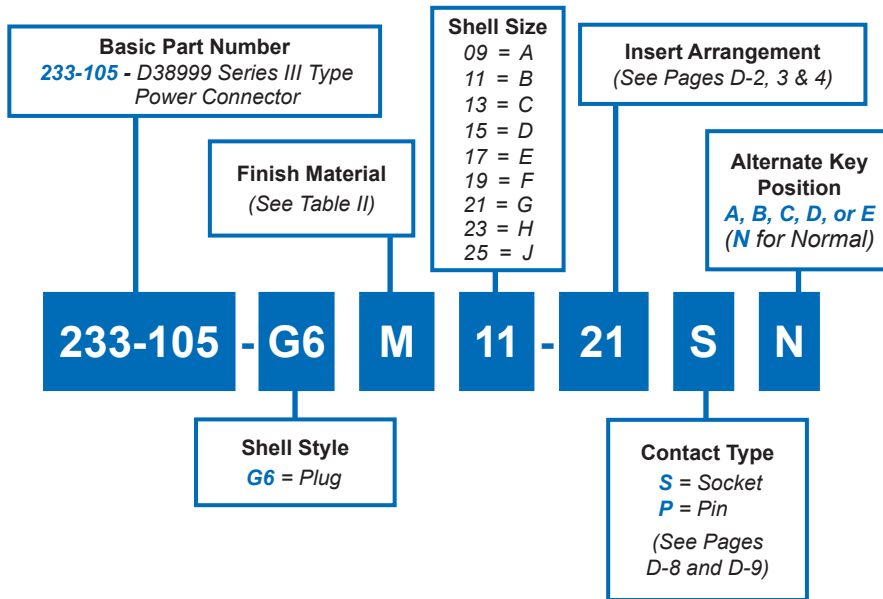 Basic Part Number
233-105 - D38999 Series III Type
Power Connector
Finish Material
(See Table II)
Shell Size
09 = A
11 = B
13 = C
15 = D
17 = E
19 = F
21 = G
23 = H
25 = J
Insert Arrangement
(See Pages D-2, 3 & 4)
Alternate Key
Position
A, B, C, D, or E
(N for Normal)
233-105 - G6 M 11 - 21 S N
Shell Style
G6 = Plug
Contact Type
S = Socket
P = Pin
(See Pages
D-8 and D-9)